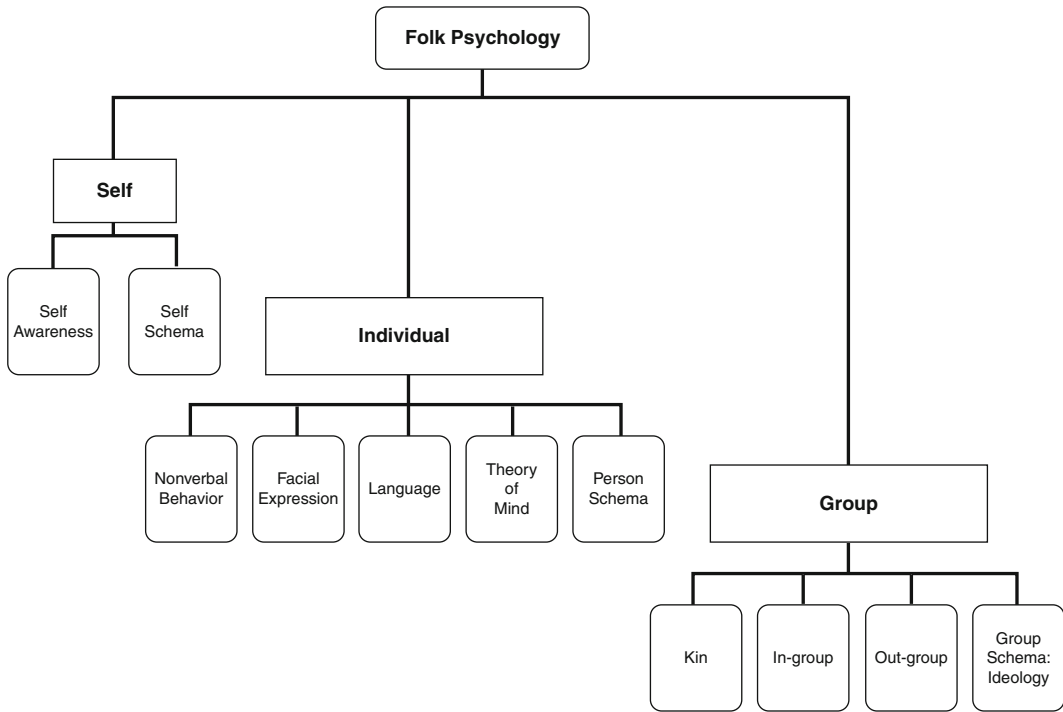 Folk Psychology
Self
Self
Awareness
Self
Schema
Individual
Nonverbal
Behavior
Facial
Expression
Language
Theory
of
Mind
Person
Schema
Group
Kin
In-group
Out-group
Group
Schema:
Ideology